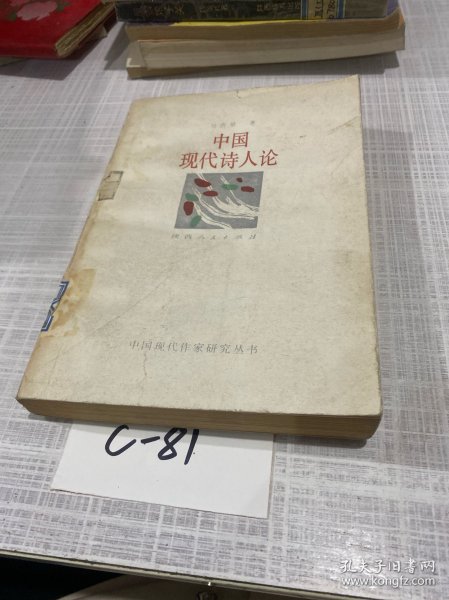 中国
现代诗人论
陕西人民出版社
中国现代作家研究丛书
C-81
孔夫子旧书网
www.kongfz.com